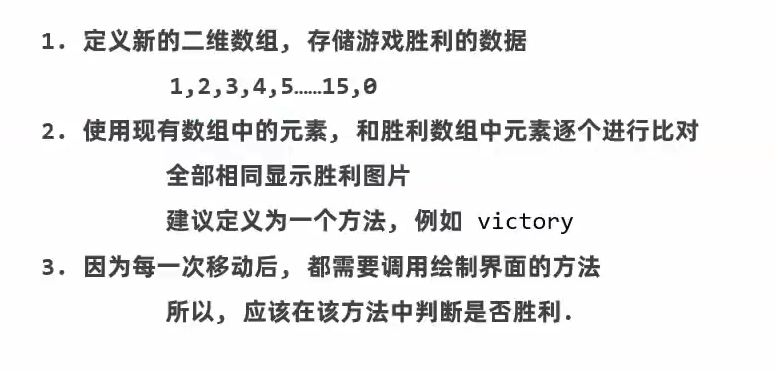 1. 定义新的二维数组, 存储游戏胜利的数据
1,2,3,4,5……15,0
2. 使用现有数组中的元素, 和胜利数组中元素逐个进行比对
全部相同显示胜利图片
建议定义为一个方法, 例如 victory
3. 因为每一次移动后, 都需要调用绘制界面的方法
所以, 应该在该方法中判断是否胜利.